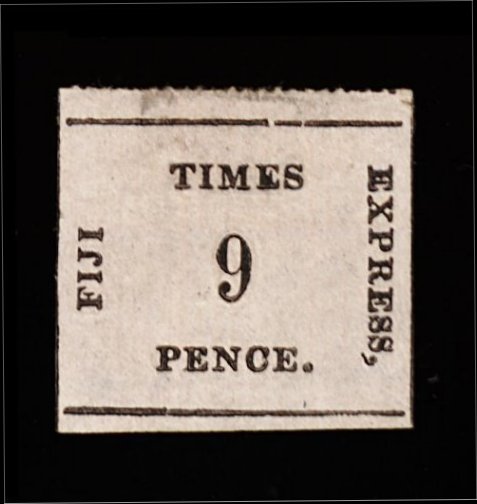 FIJI
TIMES
9
PENCE.
EXPRESS,